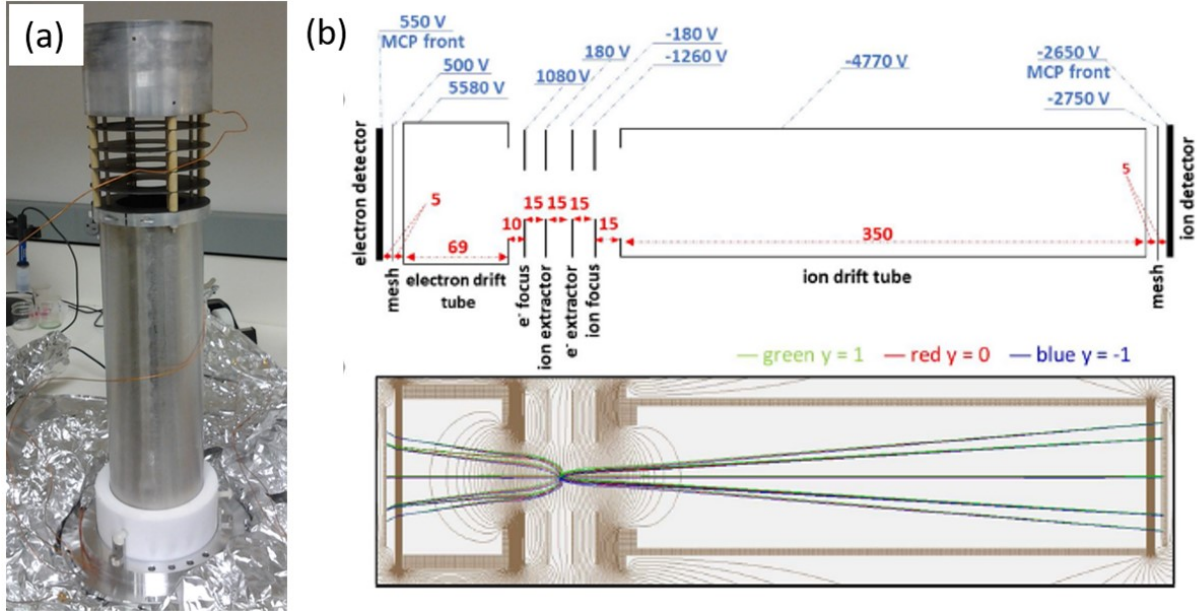 (a)
(b)
550 V
MCP front
500 V
5580 V
180 V
1080V
-180 V
-1260V
-4770 V
-2650 V
MCP front
-2750 V
electron detector
5
15 15 15
10
15
69
350
5
ion detector
mesh
electron drift
tube
e⁻ focus
ion extractor
e⁻ extractor
ion focus
ion drift tube
mesh
green y = 1
red y = 0
blue y = -1